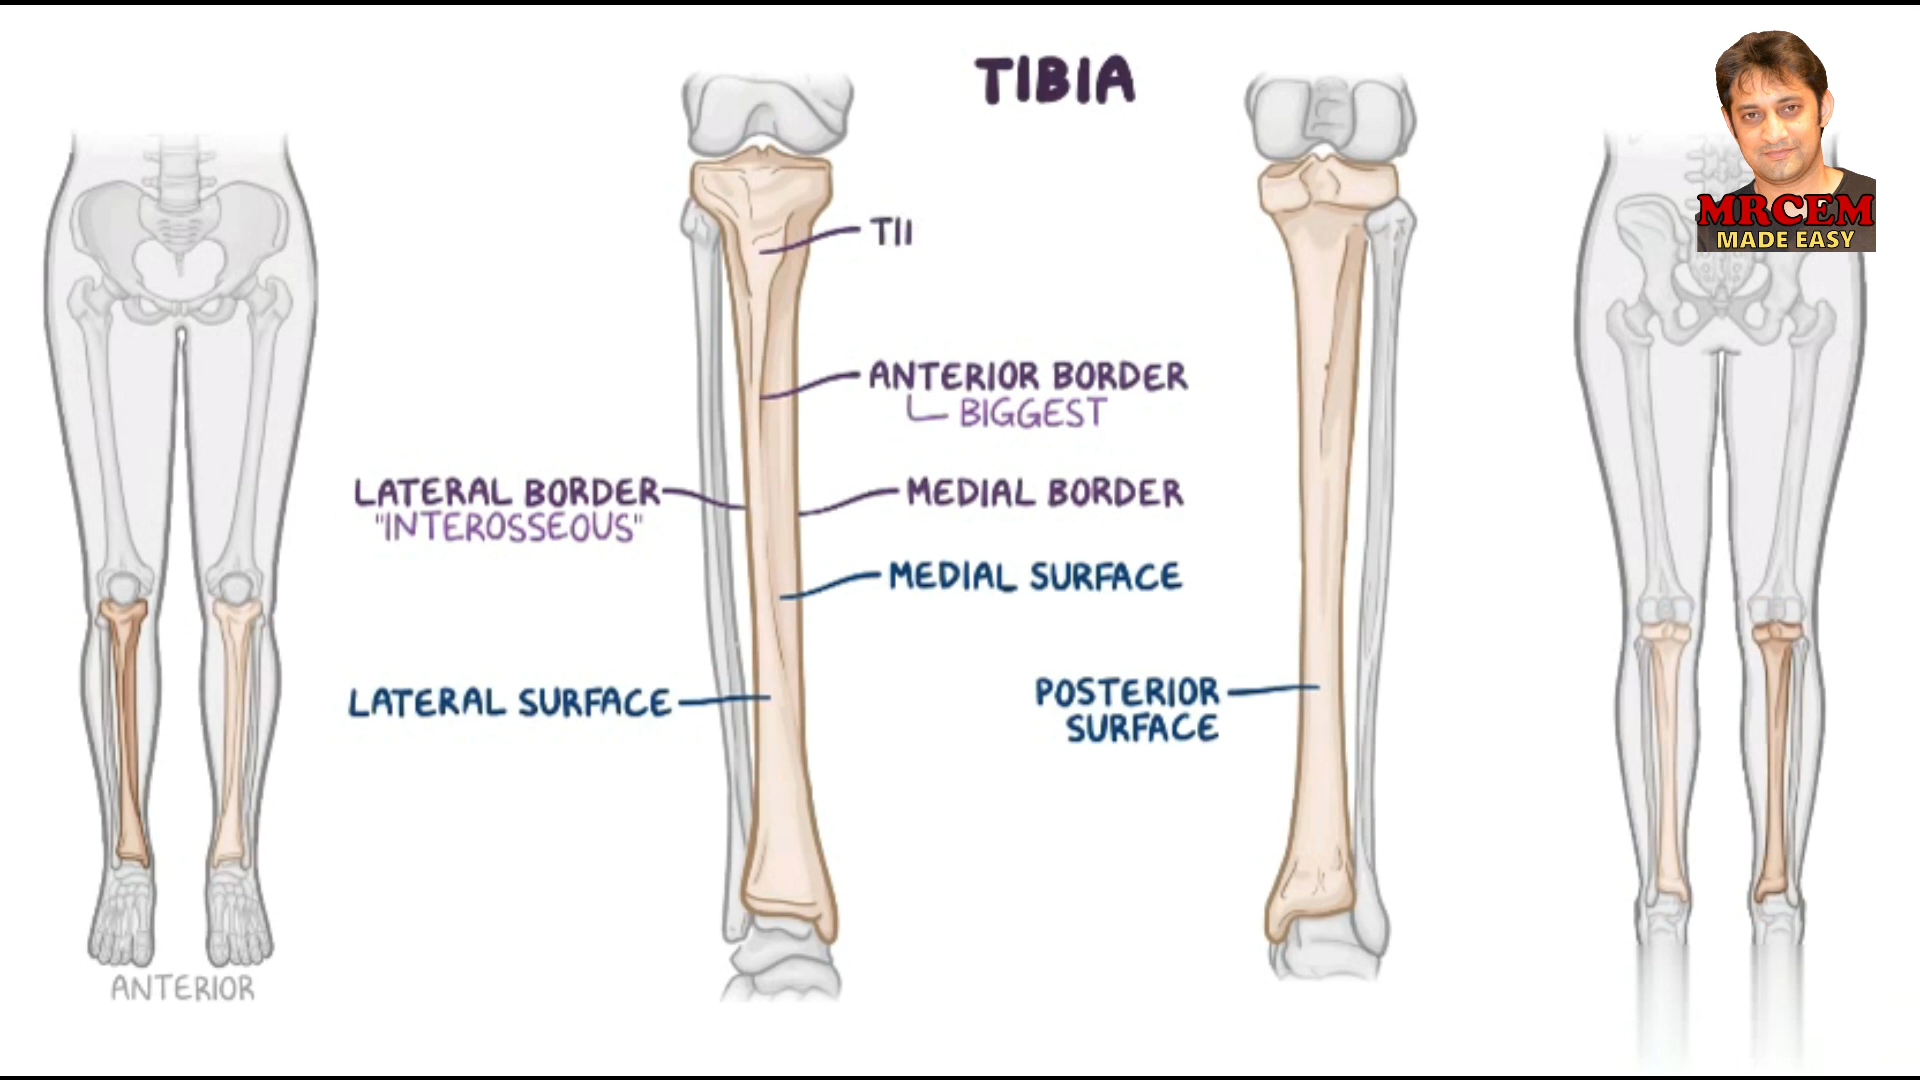 TIBIA
MRCEM
MADE EASY
TII
ANTERIOR BORDER
BIGGEST
LATERAL BORDER
"INTEROSSEOUS"
MEDIAL BORDER
MEDIAL SURFACE
LATERAL SURFACE
POSTERIOR
SURFACE
ANTERIOR